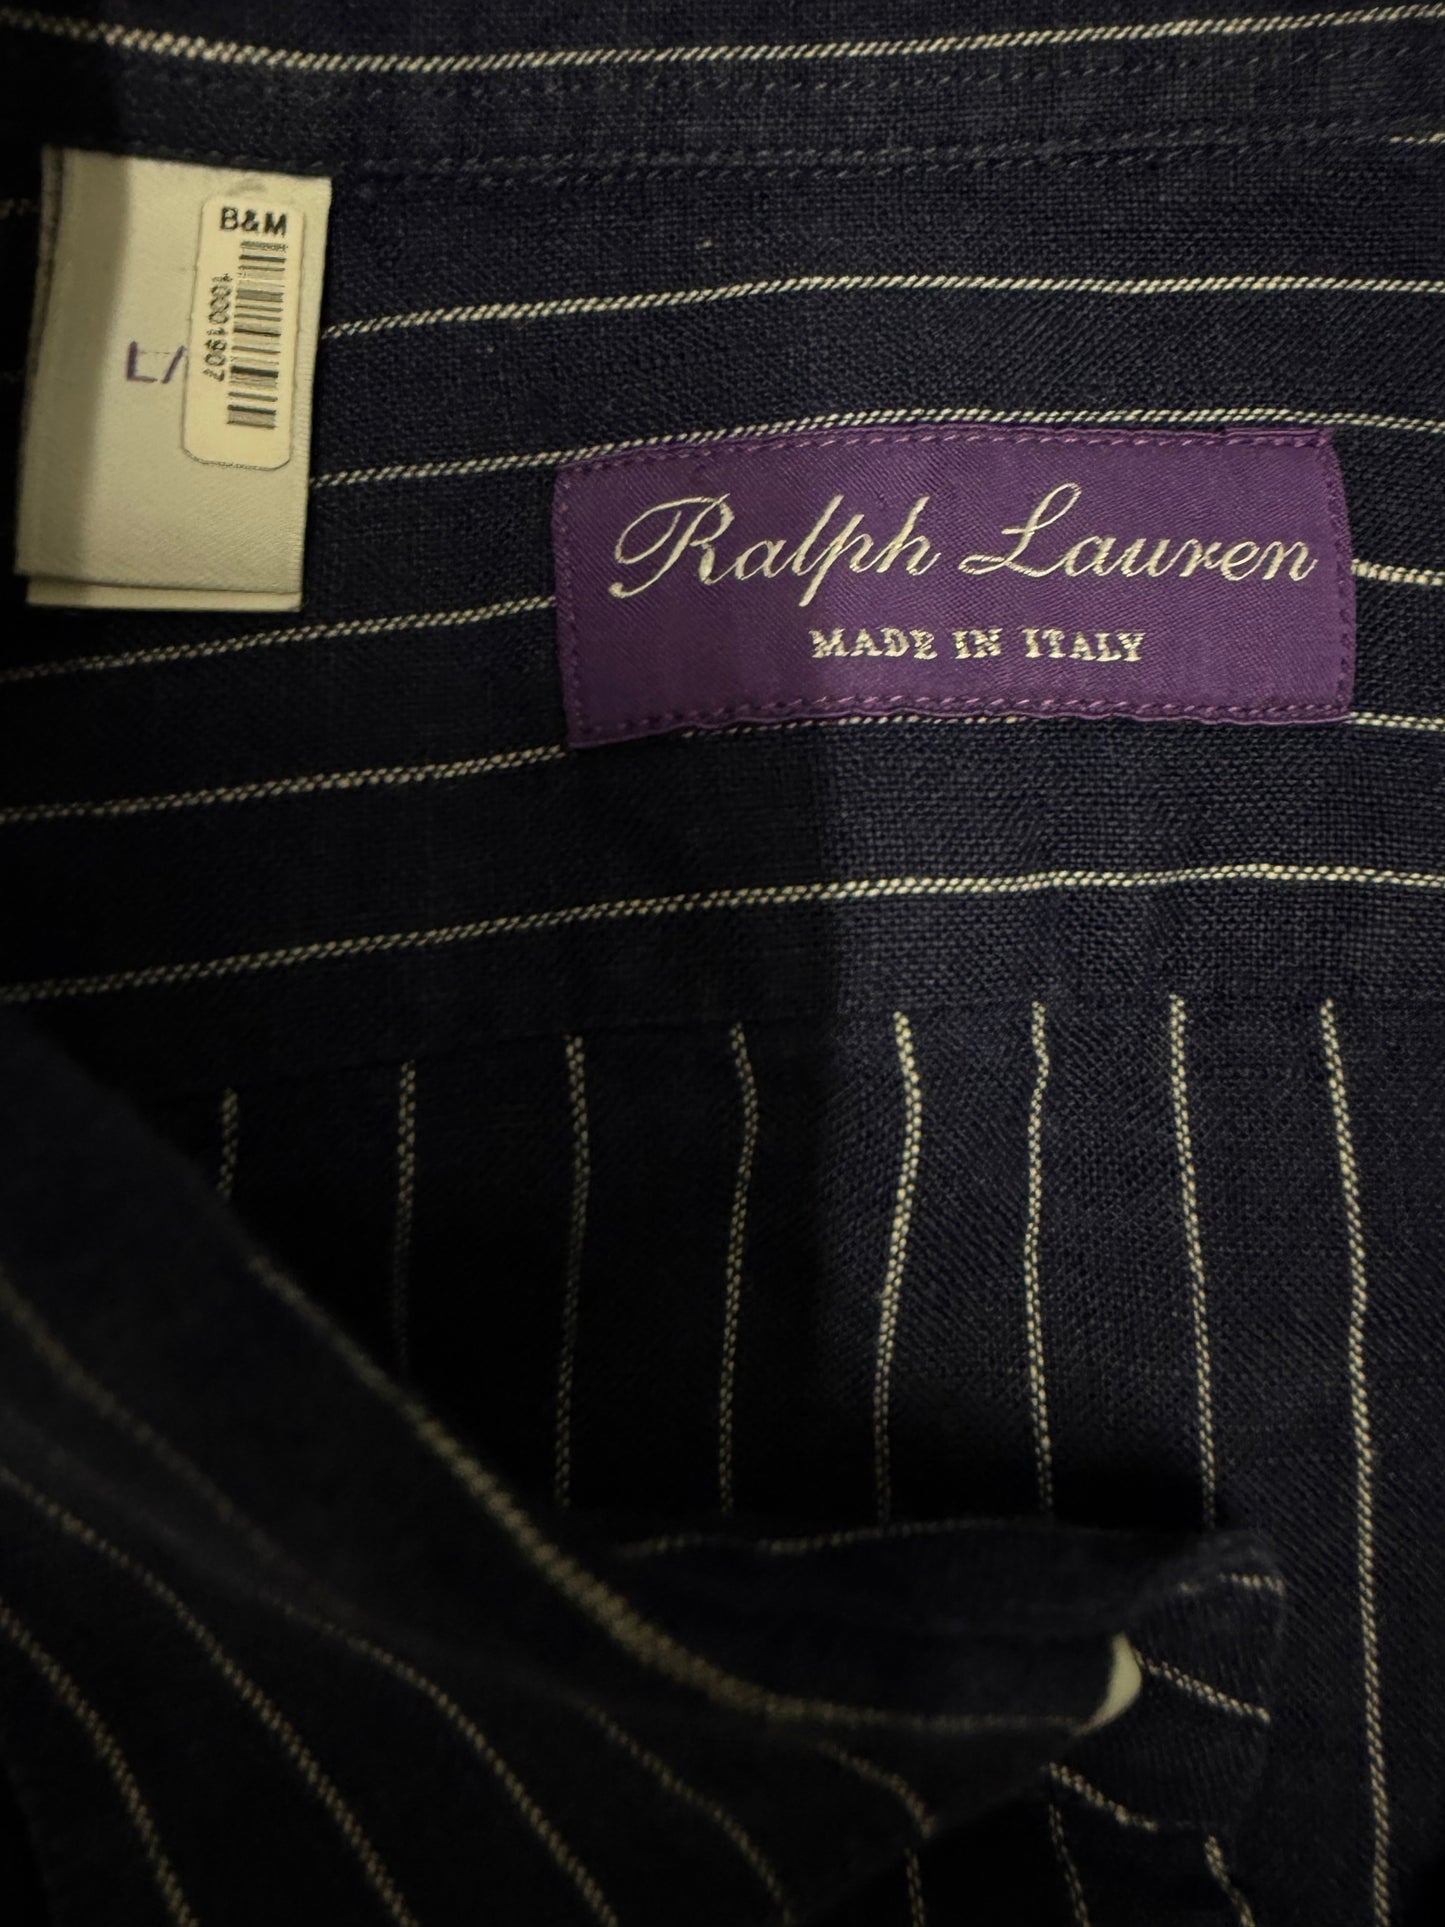 B&M
10001907
L/
Ralph Lauren
MADE IN ITALY